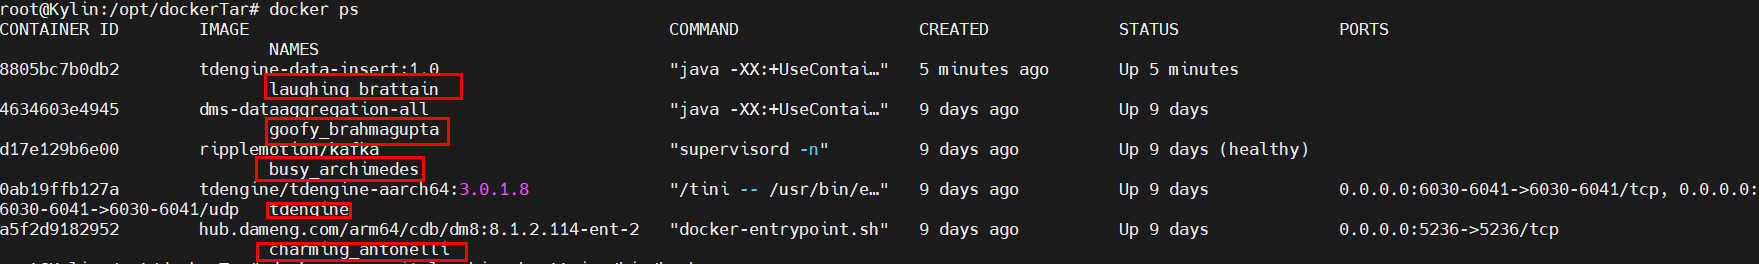 root@Kylin:/opt/dockerTar# docker ps
CONTAINER ID IMAGE COMMAND CREATED STATUS PORTS
NAMES
8805bc7b0db2 tdengine-data-insert:1.0 "java -XX:+UseContai…" 5 minutes ago Up 5 minutes
laughing_brattain
4634603e4945 dms-dataaggregation-all "java -XX:+UseContai…" 9 days ago Up 9 days
goofy_brahmagupta
d17e129b6e00 ripplemotion/kafka "supervisord -n" 9 days ago Up 9 days (healthy)
busy_archimedes
0ab19ffb127a tdengine/tdengine-aarch64:3.0.1.8 "/tini -- /usr/bin/e…" 9 days ago Up 9 days 0.0.0.0:6030-6041->6030-6041/tcp, 0.0.0.0:
6030-6041->6030-6041/udp tdengine
a5f2d9182952 hub.dameng.com/arm64/cdb/dm8:8.1.2.114-ent-2 "docker-entrypoint.sh" 9 days ago Up 9 days 0.0.0.0:5236->5236/tcp
charming_antonelli